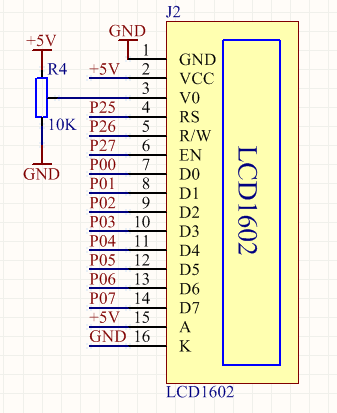 J2
GND
+5V
R4
10K
GND
1 GND
+5V 2 VCC
3 V0
P25 4 RS
P26 5 R/W
P27 6 EN
P00 7 D0
P01 8 D1
P02 9 D2
P03 10 D3
P04 11 D4
P05 12 D5
P06 13 D6
P07 14 D7
+5V 15 A
GND 16 K
LCD1602
LCD1602